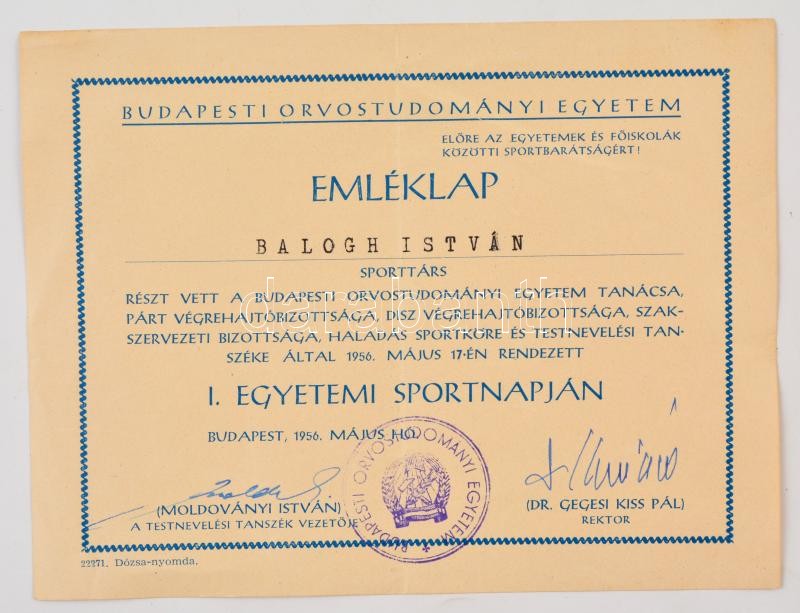 BUDAPESTI ORVOSTUDOMÁNYI EGYETEM
ELŐRE AZ EGYETEMEK ÉS FŐISKOLÁK
KÖZÖTTI SPORTBARÁTSÁGÉRT!
EMLÉKLAP
BALOGH ISTVÁN
SPORTTÁRS
RÉSZT VETT A BUDAPESTI ORVOSTUDOMÁNYI EGYETEM TANÁCSA,
PÁRT VÉGREHAJTÓBIZOTTSÁGA, DISZ VÉGREHAJTÓBIZOTTSÁGA, SZAK-
SZERVEZETI BIZOTTSÁGA, HALADÁS SPORTKÖRE ÉS TESTNEVELÉSI TAN-
SZÉKE ÁLTAL 1956. MÁJUS 17-ÉN RENDEZETT
I. EGYETEMI SPORTNAPJÁN
BUDAPEST, 1956. MÁJUS HÓ.
BUDAPESTI ORVOSTUDOMÁNYI EGYETEM
(MOLDOVÁNYI ISTVÁN)
A TESTNEVELÉSI TANSZÉK VEZETŐJE
(DR. GEGESI KISS PÁL)
REKTOR
22271. Dózsa-nyomda.
darabanth